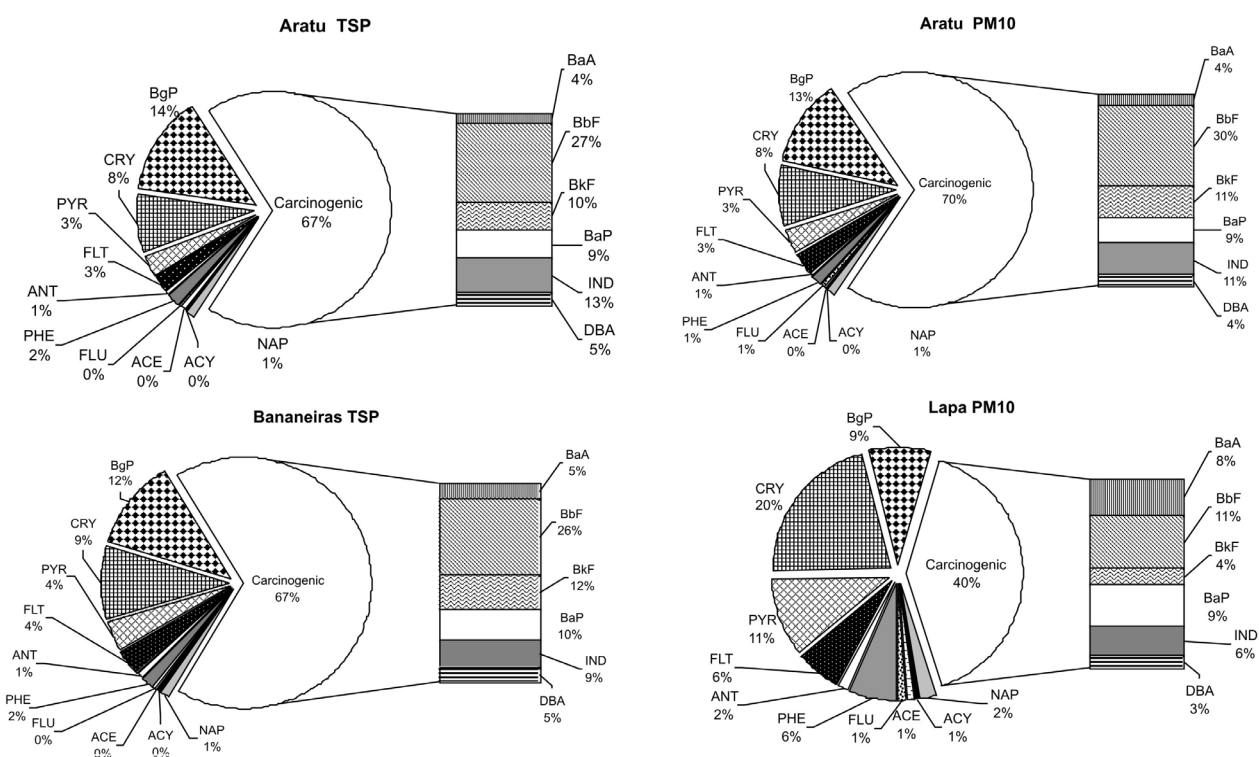 Aratu TSP
BaA
4%
BgP
14%
BbF
27%
CRY
8%
BkF
10%
Carcinogenic
67%
PYR
3%
BaP
9%
FLT
3%
IND
13%
ANT
1%
PHE
2%
DBA
5%
FLU
0%
ACE
0%
ACY
0%
NAP
1%
Aratu PM10
BaA
4%
BgP
13%
BbF
30%
CRY
8%
BkF
11%
Carcinogenic
70%
PYR
3%
BaP
9%
FLT
3%
IND
11%
ANT
1%
DBA
4%
PHE
1%
FLU
1%
ACE
0%
ACY
0%
NAP
1%
Bananeiras TSP
BaA
5%
BgP
12%
BbF
26%
CRY
9%
BkF
12%
PYR
4%
Carcinogenic
67%
FLT
4%
BaP
10%
ANT
1%
IND
9%
PHE
2%
DBA
5%
FLU
0%
ACE
0%
ACY
0%
NAP
1%
Lapa PM10
BgP
9%
BaA
8%
CRY
20%
BbF
11%
BkF
4%
Carcinogenic
40%
BaP
9%
PYR
11%
IND
6%
FLT
6%
ANT
2%
DBA
3%
PHE
6%
FLU
1%
ACE
1%
ACY
1%
NAP
2%